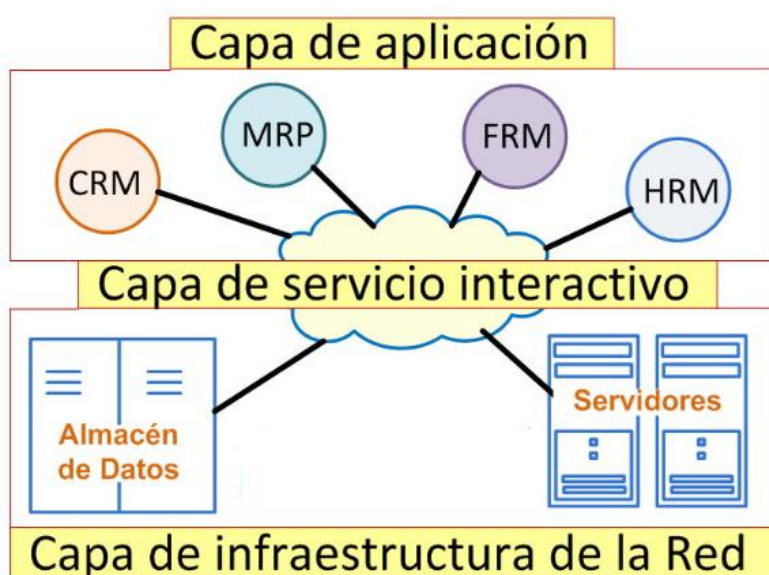 Capa de aplicación
CRM
MRP
FRM
HRM
Capa de servicio interactivo
Almacén
de Datos
Servidores
Capa de infraestructura de la Red